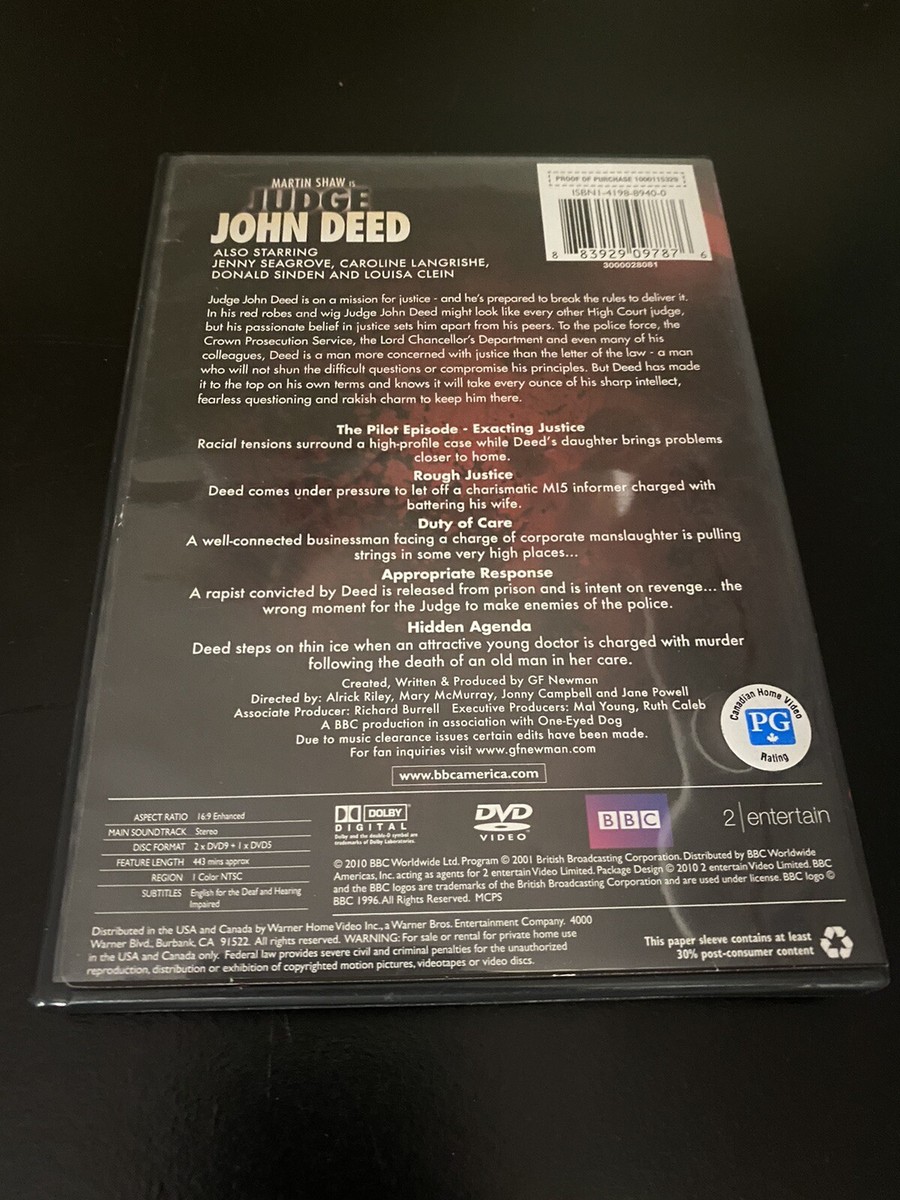 MARTIN SHAW IS
JUDGE
JOHN DEED
ALSO STARRING
JENNY SEAGROVE, CAROLINE LANGRISHE,
DONALD SINDEN AND LOUISA CLEIN
PROOF OF PURCHASE 1000115328
ISBN1-4198-8940-0
8 83929 09787 6
3000028081
Judge John Deed is on a mission for justice - and he's prepared to break the rules to deliver it.
In his red robes and wig Judge John Deed might look like every other High Court judge,
but his passionate belief in justice sets him apart from his peers. To the police force, the
Crown Prosecution Service, the Lord Chancellor's Department and even many of his
colleagues, Deed is a man more concerned with justice than the letter of the law - a man
who will not shun the difficult questions or compromise his principles. But Deed has made
it to the top on his own terms and knows it will take every ounce of his sharp intellect,
fearless questioning and rakish charm to keep him there.
The Pilot Episode - Exacting Justice
Racial tensions surround a high-profile case while Deed's daughter brings problems
closer to home.
Rough Justice
Deed comes under pressure to let off a charismatic MI5 informer charged with
battering his wife.
Duty of Care
A well-connected businessman facing a charge of corporate manslaughter is pulling
strings in some very high places...
Appropriate Response
A rapist convicted by Deed is released from prison and is intent on revenge... the
wrong moment for the Judge to make enemies of the police.
Hidden Agenda
Deed steps on thin ice when an attractive young doctor is charged with murder
following the death of an old man in her care.
Created, Written & Produced by GF Newman
Directed by: Alrick Riley, Mary McMurray, Jonny Campbell and Jane Powell
Associate Producer: Richard Burrell Executive Producers: Mal Young, Ruth Caleb
A BBC production in association with One-Eyed Dog
Due to music clearance issues certain edits have been made.
For fan inquiries visit www.gfnewman.com
www.bbcamerica.com
Canadian Home Video
PG
Rating
ASPECT RATIO 16:9 Enhanced
MAIN SOUNDTRACK Stereo
DISC FORMAT 2 x DVD9 + 1 x DVD5
FEATURE LENGTH 443 mins approx
REGION 1 Color NTSC
SUBTITLES English for the Deaf and Hearing
Impaired
DOLBY
DIGITAL
Dolby and the double-D symbol are
trademarks of Dolby Laboratories.
DVD
VIDEO
BBC
2|entertain
© 2010 BBC Worldwide Ltd. Program © 2001 British Broadcasting Corporation. Distributed by BBC Worldwide
Americas, Inc. acting as agents for 2 entertain Video Limited. Package Design © 2010 2 entertain Video Limited. BBC
and the BBC logos are trademarks of the British Broadcasting Corporation and are used under license. BBC logo ©
BBC 1996. All Rights Reserved. MCPS
Distributed in the USA and Canada by Warner Home Video Inc., a Warner Bros. Entertainment Company. 4000
Warner Blvd., Burbank, CA 91522. All rights reserved. WARNING: For sale or rental for private home use
in the USA and Canada only. Federal law provides severe civil and criminal penalties for the unauthorized
reproduction, distribution or exhibition of copyrighted motion pictures, videotapes or video discs.
This paper sleeve contains at least
30% post-consumer content